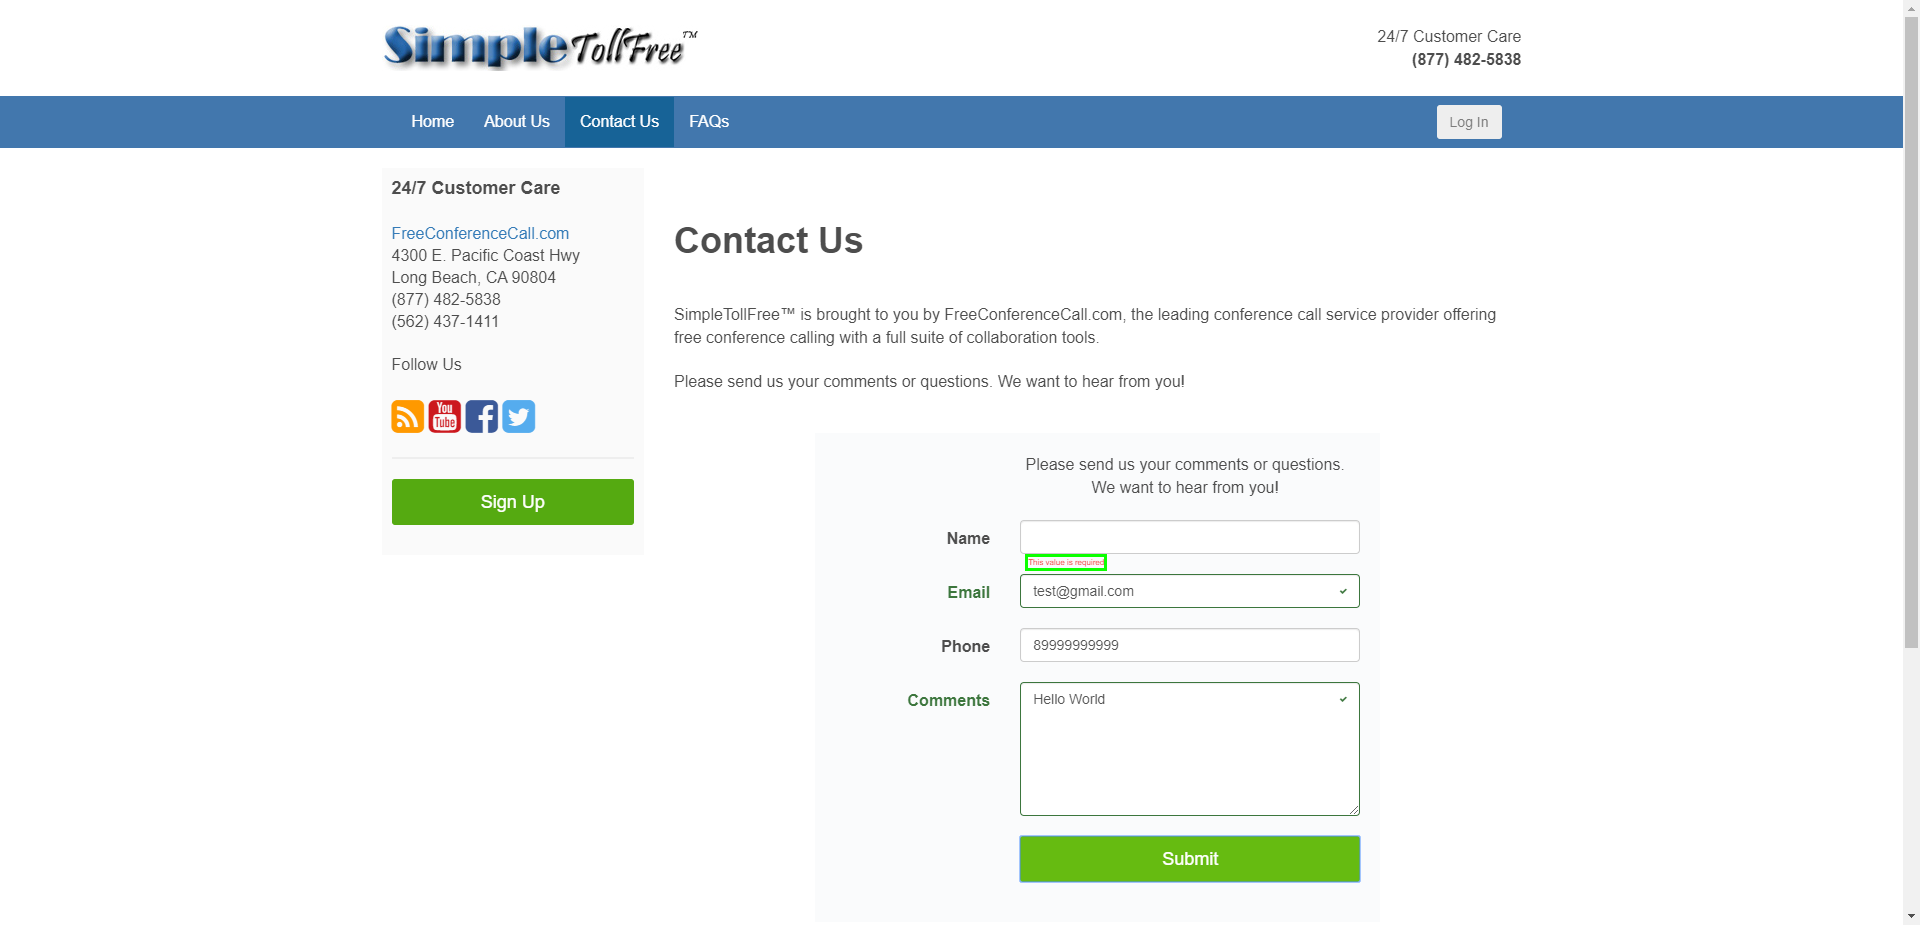 Simple TollFree™
24/7 Customer Care
(877) 482-5838
Home
About Us
Contact Us
FAQs
Log In
24/7 Customer Care
FreeConferenceCall.com
4300 E. Pacific Coast Hwy
Long Beach, CA 90804
(877) 482-5838
(562) 437-1411
Follow Us
You
Tube
Sign Up
Contact Us
SimpleTollFree™ is brought to you by FreeConferenceCall.com, the leading conference call service provider offering
free conference calling with a full suite of collaboration tools.
Please send us your comments or questions. We want to hear from you!
Please send us your comments or questions.
We want to hear from you!
Name
This value is required
Email
test@gmail.com
Phone
89999999999
Comments
Hello World
Submit